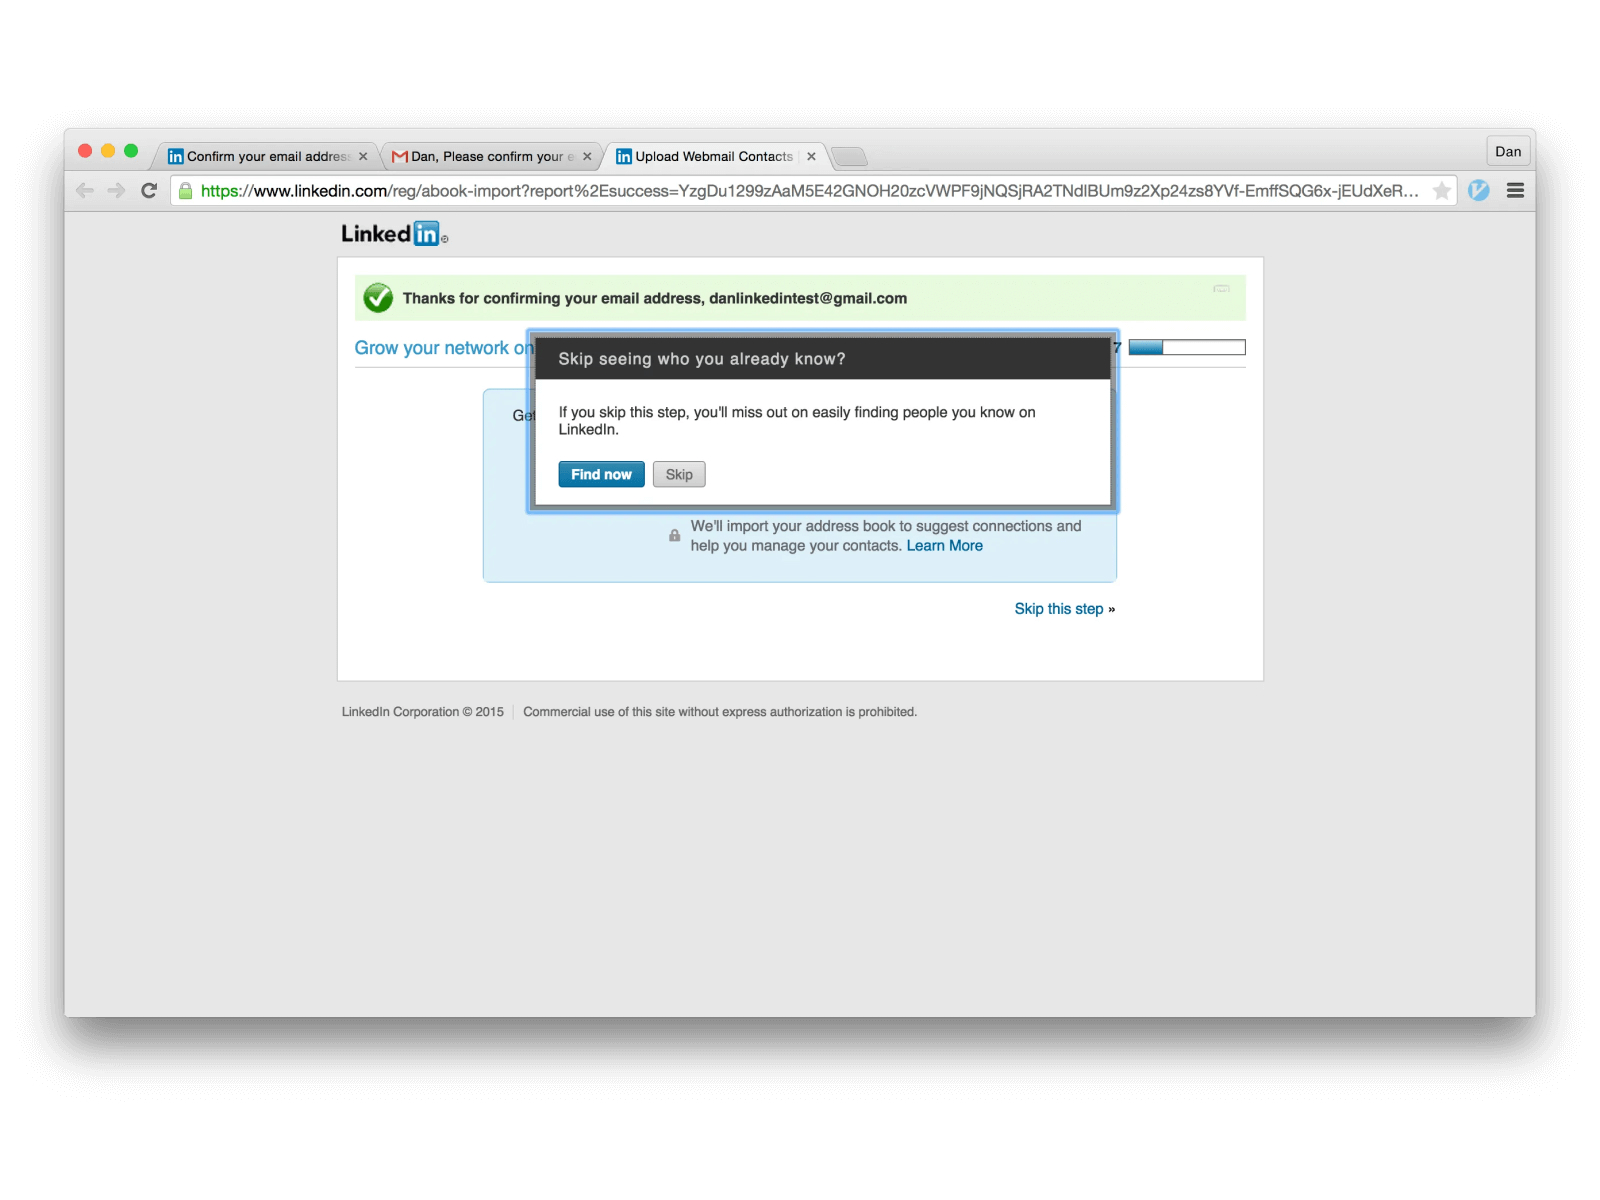 Confirm your email addres
Dan, Please confirm your e
Upload Webmail Contacts
Dan
https://www.linkedin.com/reg/abook-import?report%2Esuccess=YzgDu1299zAaM5E42GNOH20zcVWPF9jNQSjRA2TNdlBUm9z2Xp24zs8YVf-EmffSQG6x-jEUdXeR...
Linked in
Thanks for confirming your email address, danlinkedintest@gmail.com
Grow your network on
7
Skip seeing who you already know?
Get
If you skip this step, you'll miss out on easily finding people you know on
LinkedIn.
Find now
Skip
We'll import your address book to suggest connections and
help you manage your contacts. Learn More
Skip this step »
LinkedIn Corporation © 2015
Commercial use of this site without express authorization is prohibited.